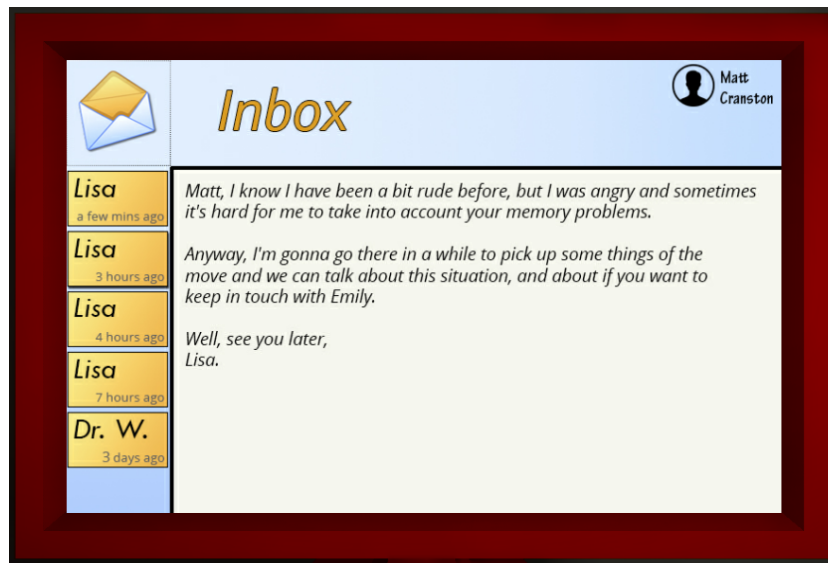 Inbox
Matt
Cranston
Lisa
a few mins ago
Lisa
3 hours ago
Lisa
4 hours ago
Lisa
7 hours ago
Dr. W.
3 days ago
Matt, I know I have been a bit rude before, but I was angry and sometimes
it's hard for me to take into account your memory problems.
Anyway, I'm gonna go there in a while to pick up some things of the
move and we can talk about this situation, and about if you want to
keep in touch with Emily.
Well, see you later,
Lisa.